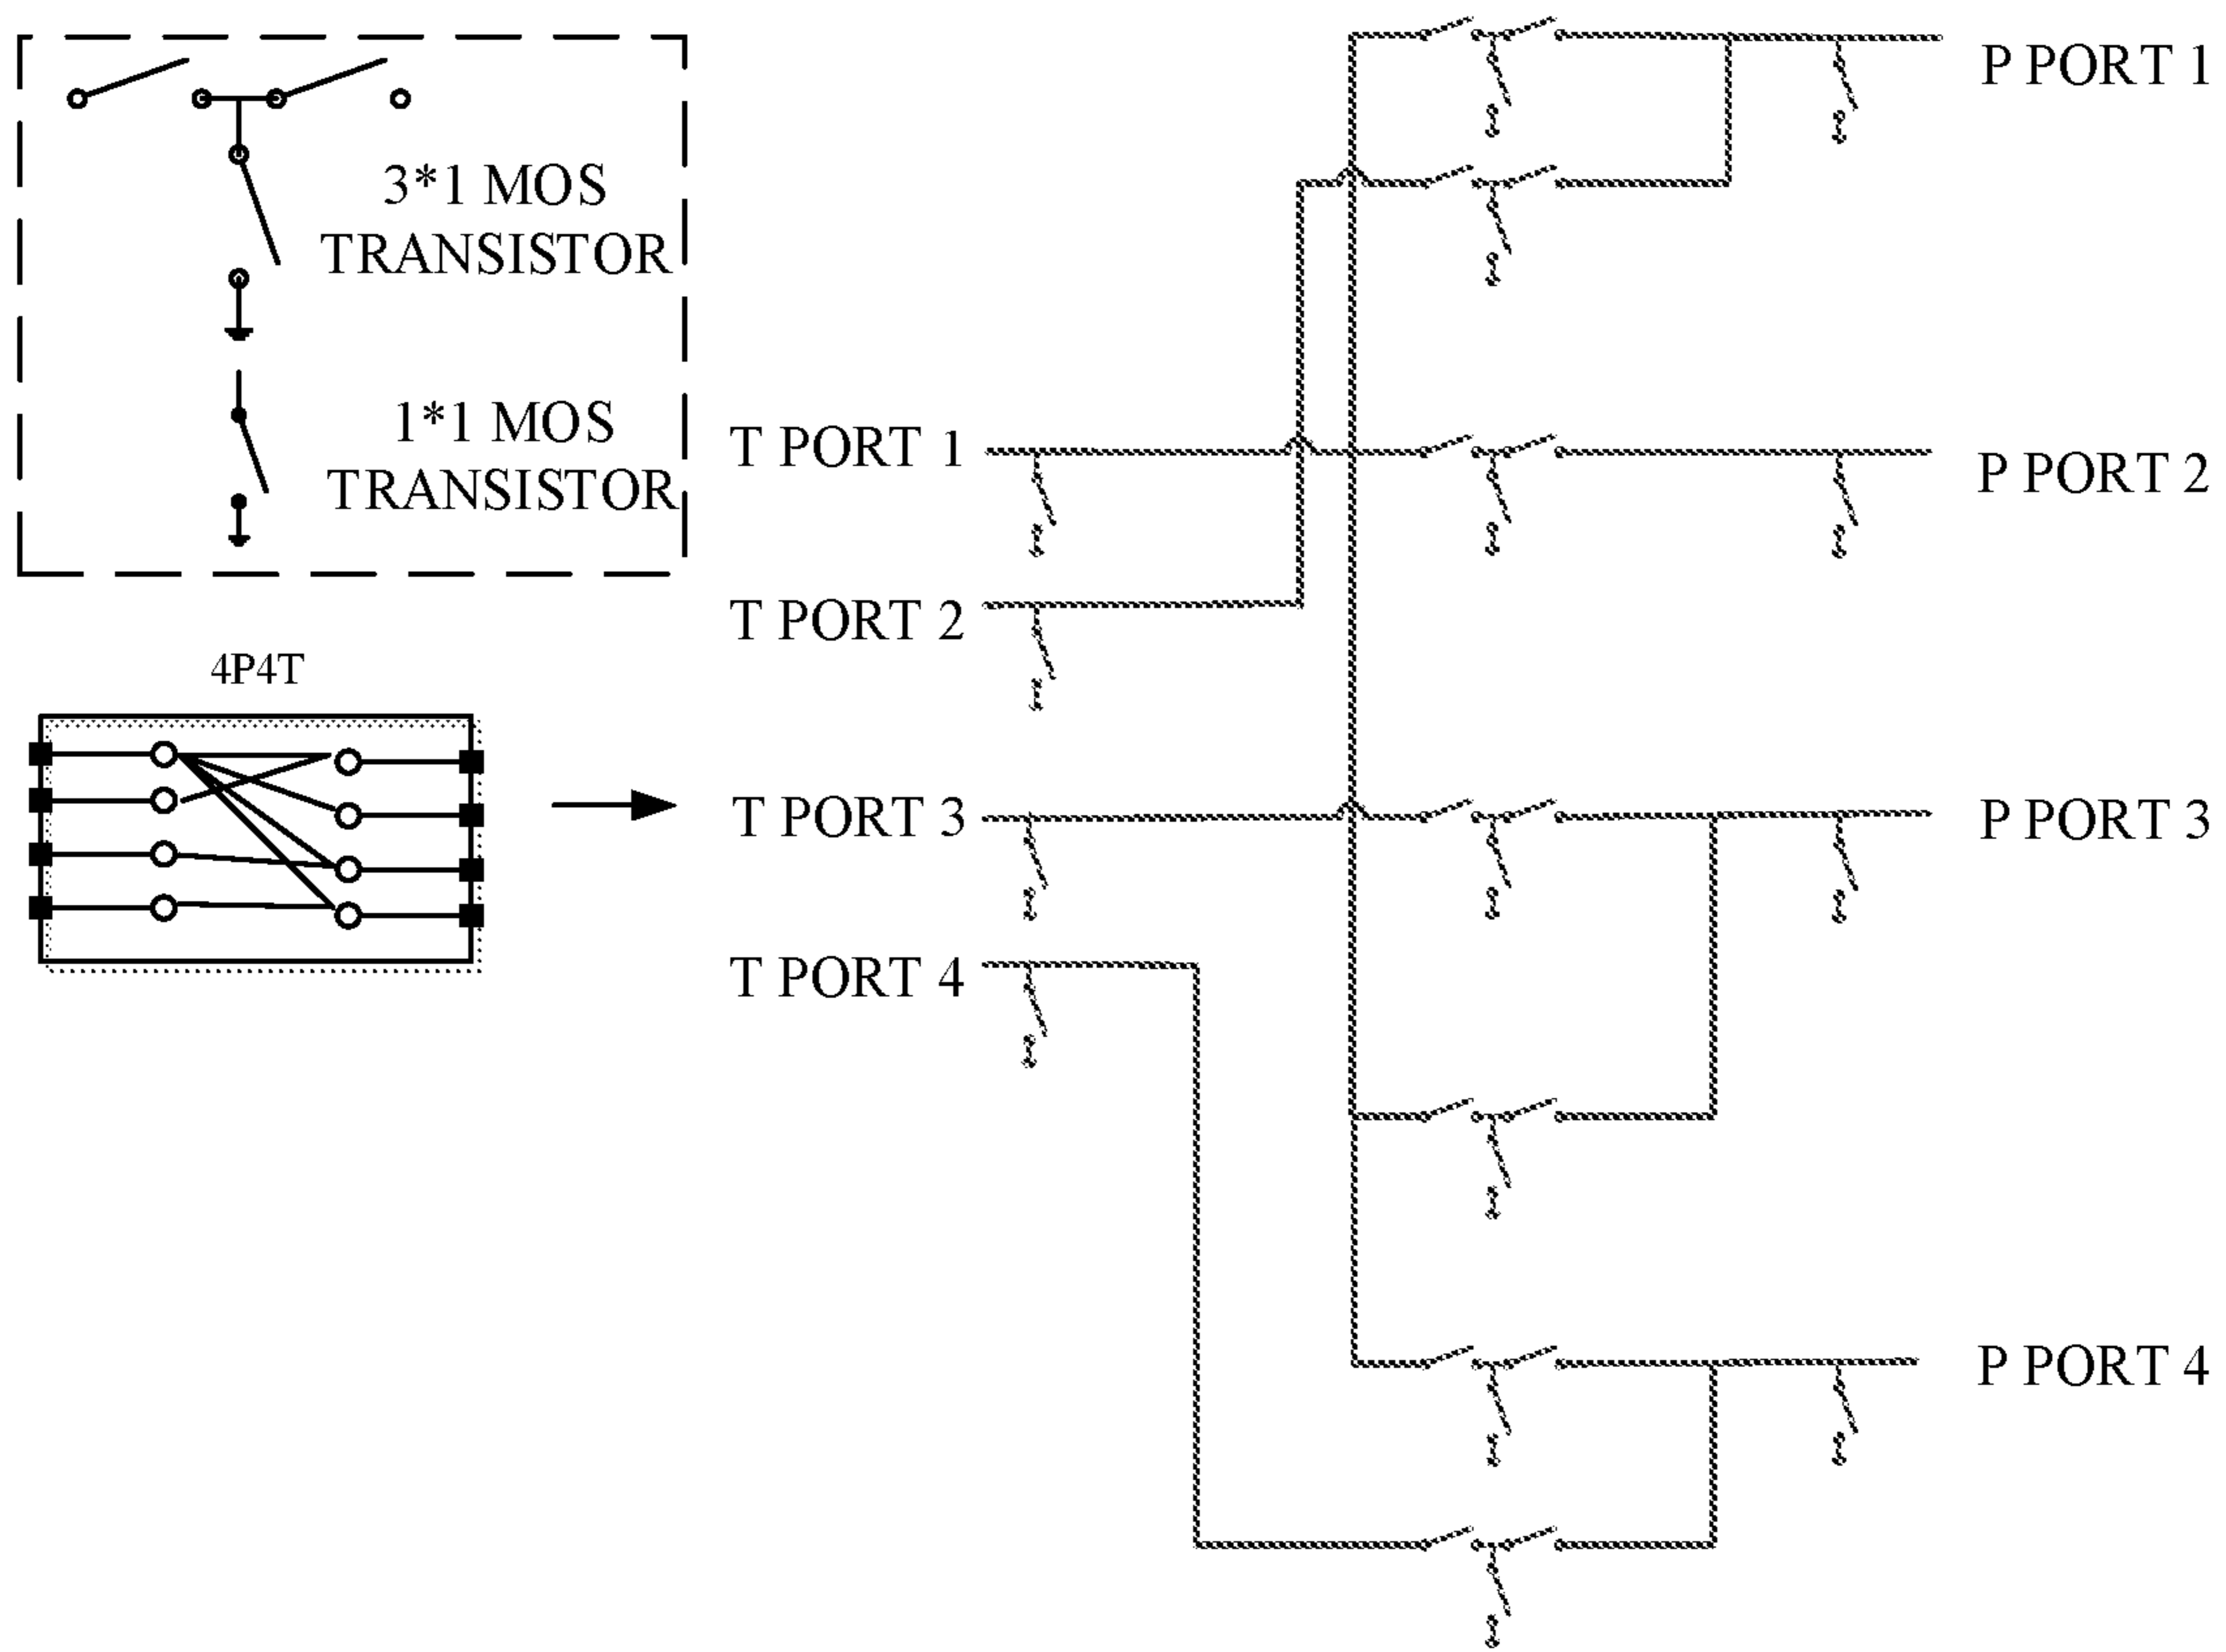 3*1 MOS
TRANSISTOR
1*1 MOS
TRANSISTOR
4P4T
T PORT 1
T PORT 2
T PORT 3
T PORT 4
P PORT 1
P PORT 2
P PORT 3
P PORT 4